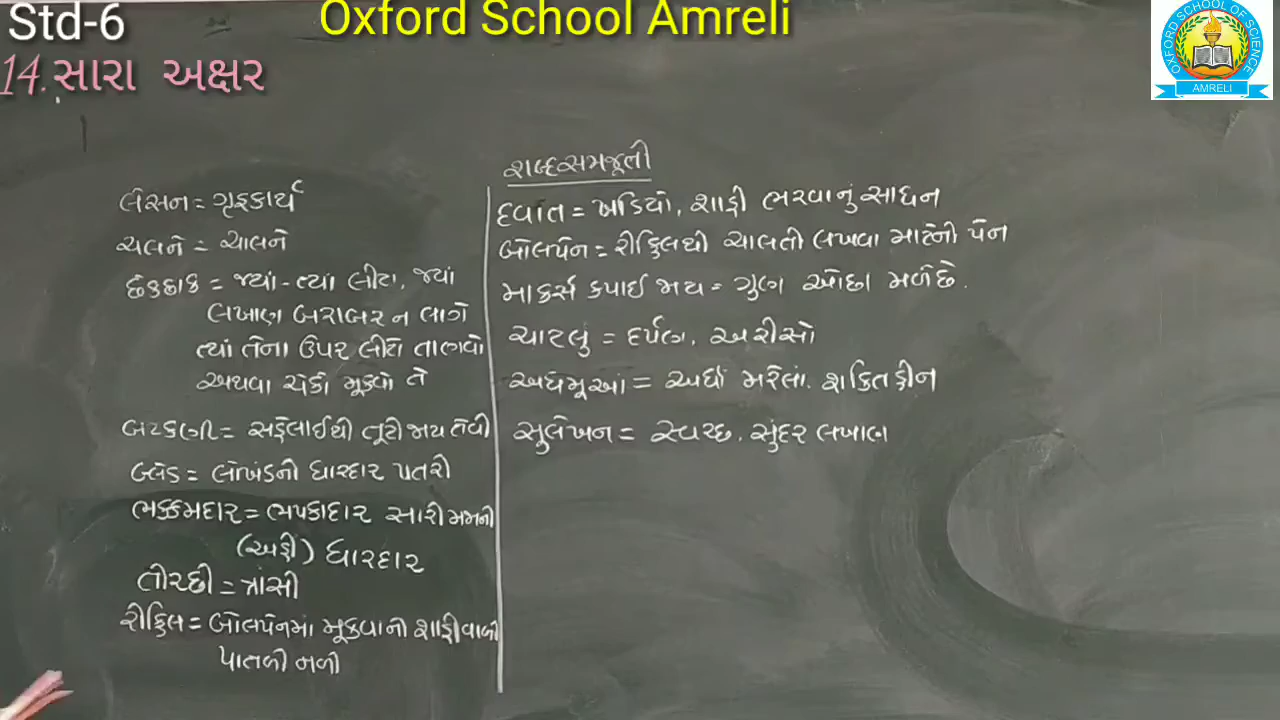 Std-6
Oxford School Amreli
14. સારા અક્ષર
OXFORD SCHOOL OF SCIENCE
AMRELI
શબ્દસમજૂતી
લેસન = ગૃહકાર્ય
ચલને = ચાલને
છેકછાક = જ્યાં-ત્યાં લીટા, જ્યાં
લખાણ બરાબર ન લાગે
ત્યાં તેના ઉપર લીટો તાણવો
અથવા ચેકો મૂકવો તે
બટકણી = સહેલાઈથી તૂટી જાય તેવી
બ્લેડ = લોખંડની ધારદાર પતરી
ભક્કમદાર = ભપકાદાર સારી મજાની
(અહીં) ધારદાર
તીરછી = ત્રાંસી
રીફિલ = બોલપેનમાં મૂકવાની શાહીવાળી
પાતળી નળી
દવાત = ખડિયો, શાહી ભરવાનું સાધન
બોલપેન = રીફિલથી ચાલતી લખવા માટેની પેન
માર્ક્સ કપાઈ જાય = ગુણ ઓછા મળે છે.
ચાટલું = દર્પણ, અરીસો
અધમૂઆં = અર્ધાં મરેલાં. શક્તિહીન
સુલેખન = સ્વચ્છ. સુંદર લખાણ